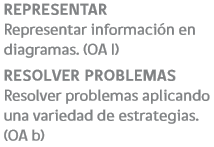 REPRESENTAR
Representar información en
diagramas. (OA l)
RESOLVER PROBLEMAS
Resolver problemas aplicando
una variedad de estrategias.
(OA b)